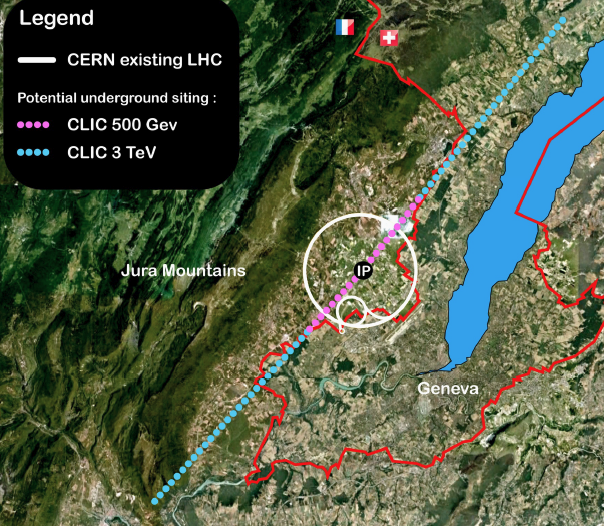 Legend
CERN existing LHC
Potential underground siting :
CLIC 500 Gev
CLIC 3 TeV
IP
Jura Mountains
Geneva